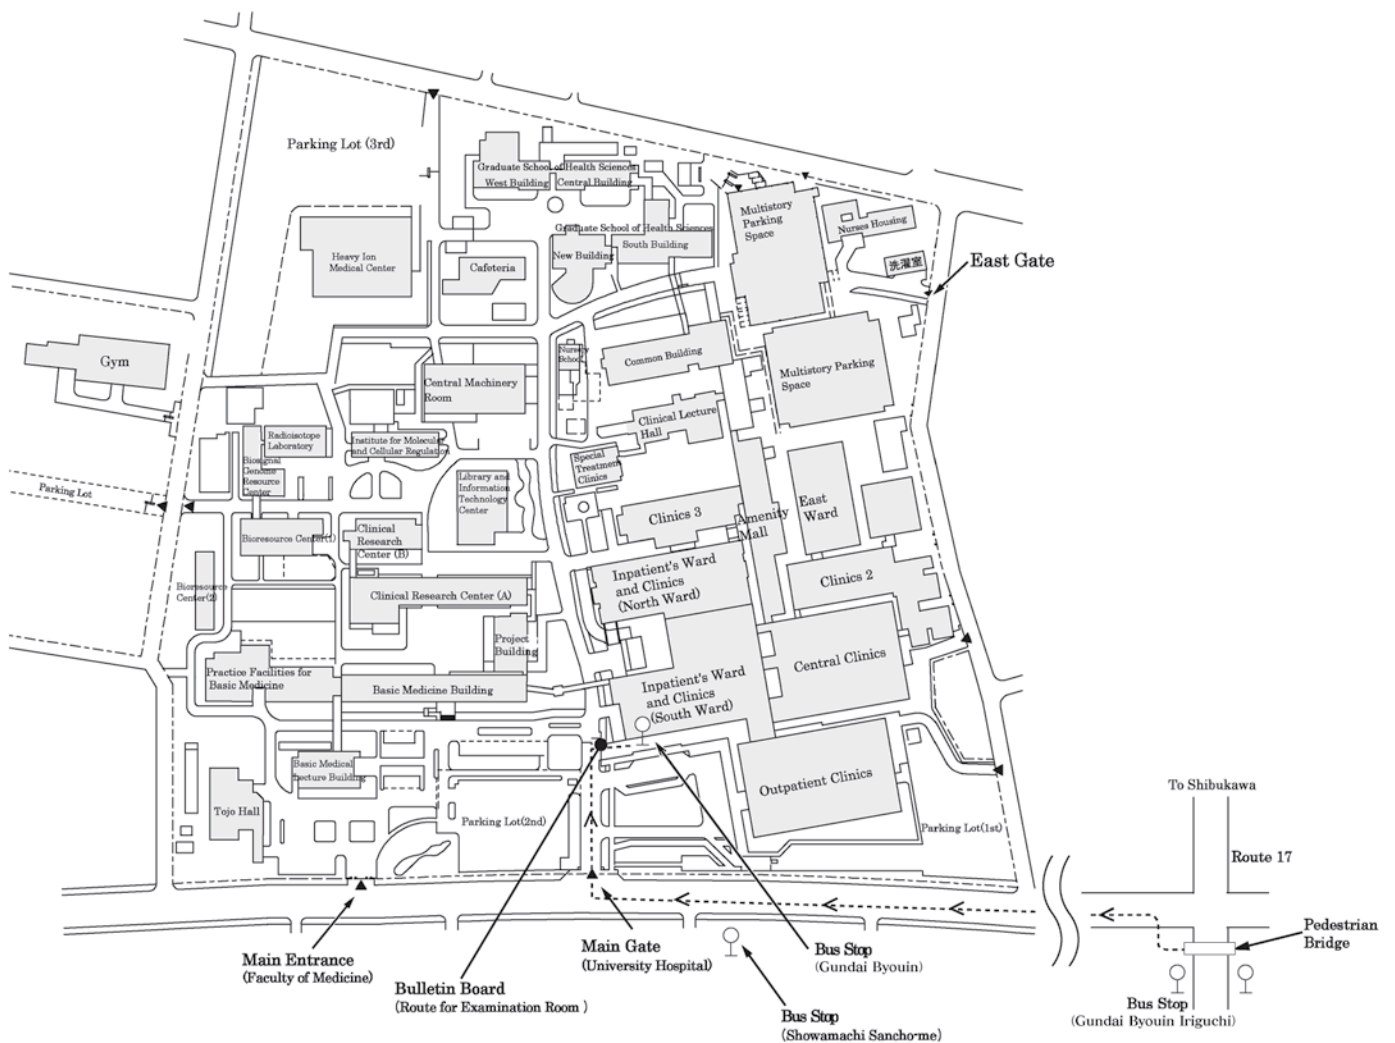 Parking Lot (3rd)
Graduate School of Health Sciences
West Building
Central Building
Graduate School of Health Sciences
South Building
New Building
Multistory
Parking
Space
Nurses Housing
洗濯室
East Gate
Heavy Ion
Medical Center
Cafeteria
Gym
Central Machinery
Room
Nursery
School
Common Building
Multistory Parking
Space
Clinical Lecture
Hall
Radioisotope
Laboratory
Institute for Molecular
and Cellular Regulation
Biosignal
Genome
Resource
Center
Library and
Information
Technology
Center
Special
Treatment
Clinics
Parking Lot
Clinics 3
Amenity
Mall
East
Ward
Bioresource Center(1)
Clinical
Research
Center (B)
Bioresource
Center(2)
Clinical Research Center (A)
Inpatient's Ward
and Clinics
(North Ward)
Clinics 2
Project
Building
Practice Facilities for
Basic Medicine
Basic Medicine Building
Inpatient's Ward
and Clinics
(South Ward)
Central Clinics
Basic Medical
Lecture Building
Tojo Hall
Outpatient Clinics
Parking Lot(2nd)
Parking Lot(1st)
To Shibukawa
Route 17
Pedestrian
Bridge
Main Entrance
(Faculty of Medicine)
Bulletin Board
(Route for Examination Room )
Main Gate
(University Hospital)
Bus Stop
(Gundai Byouin)
Bus Stop
(Showamachi Sancho-me)
Bus Stop
(Gundai Byouin Iriguchi)